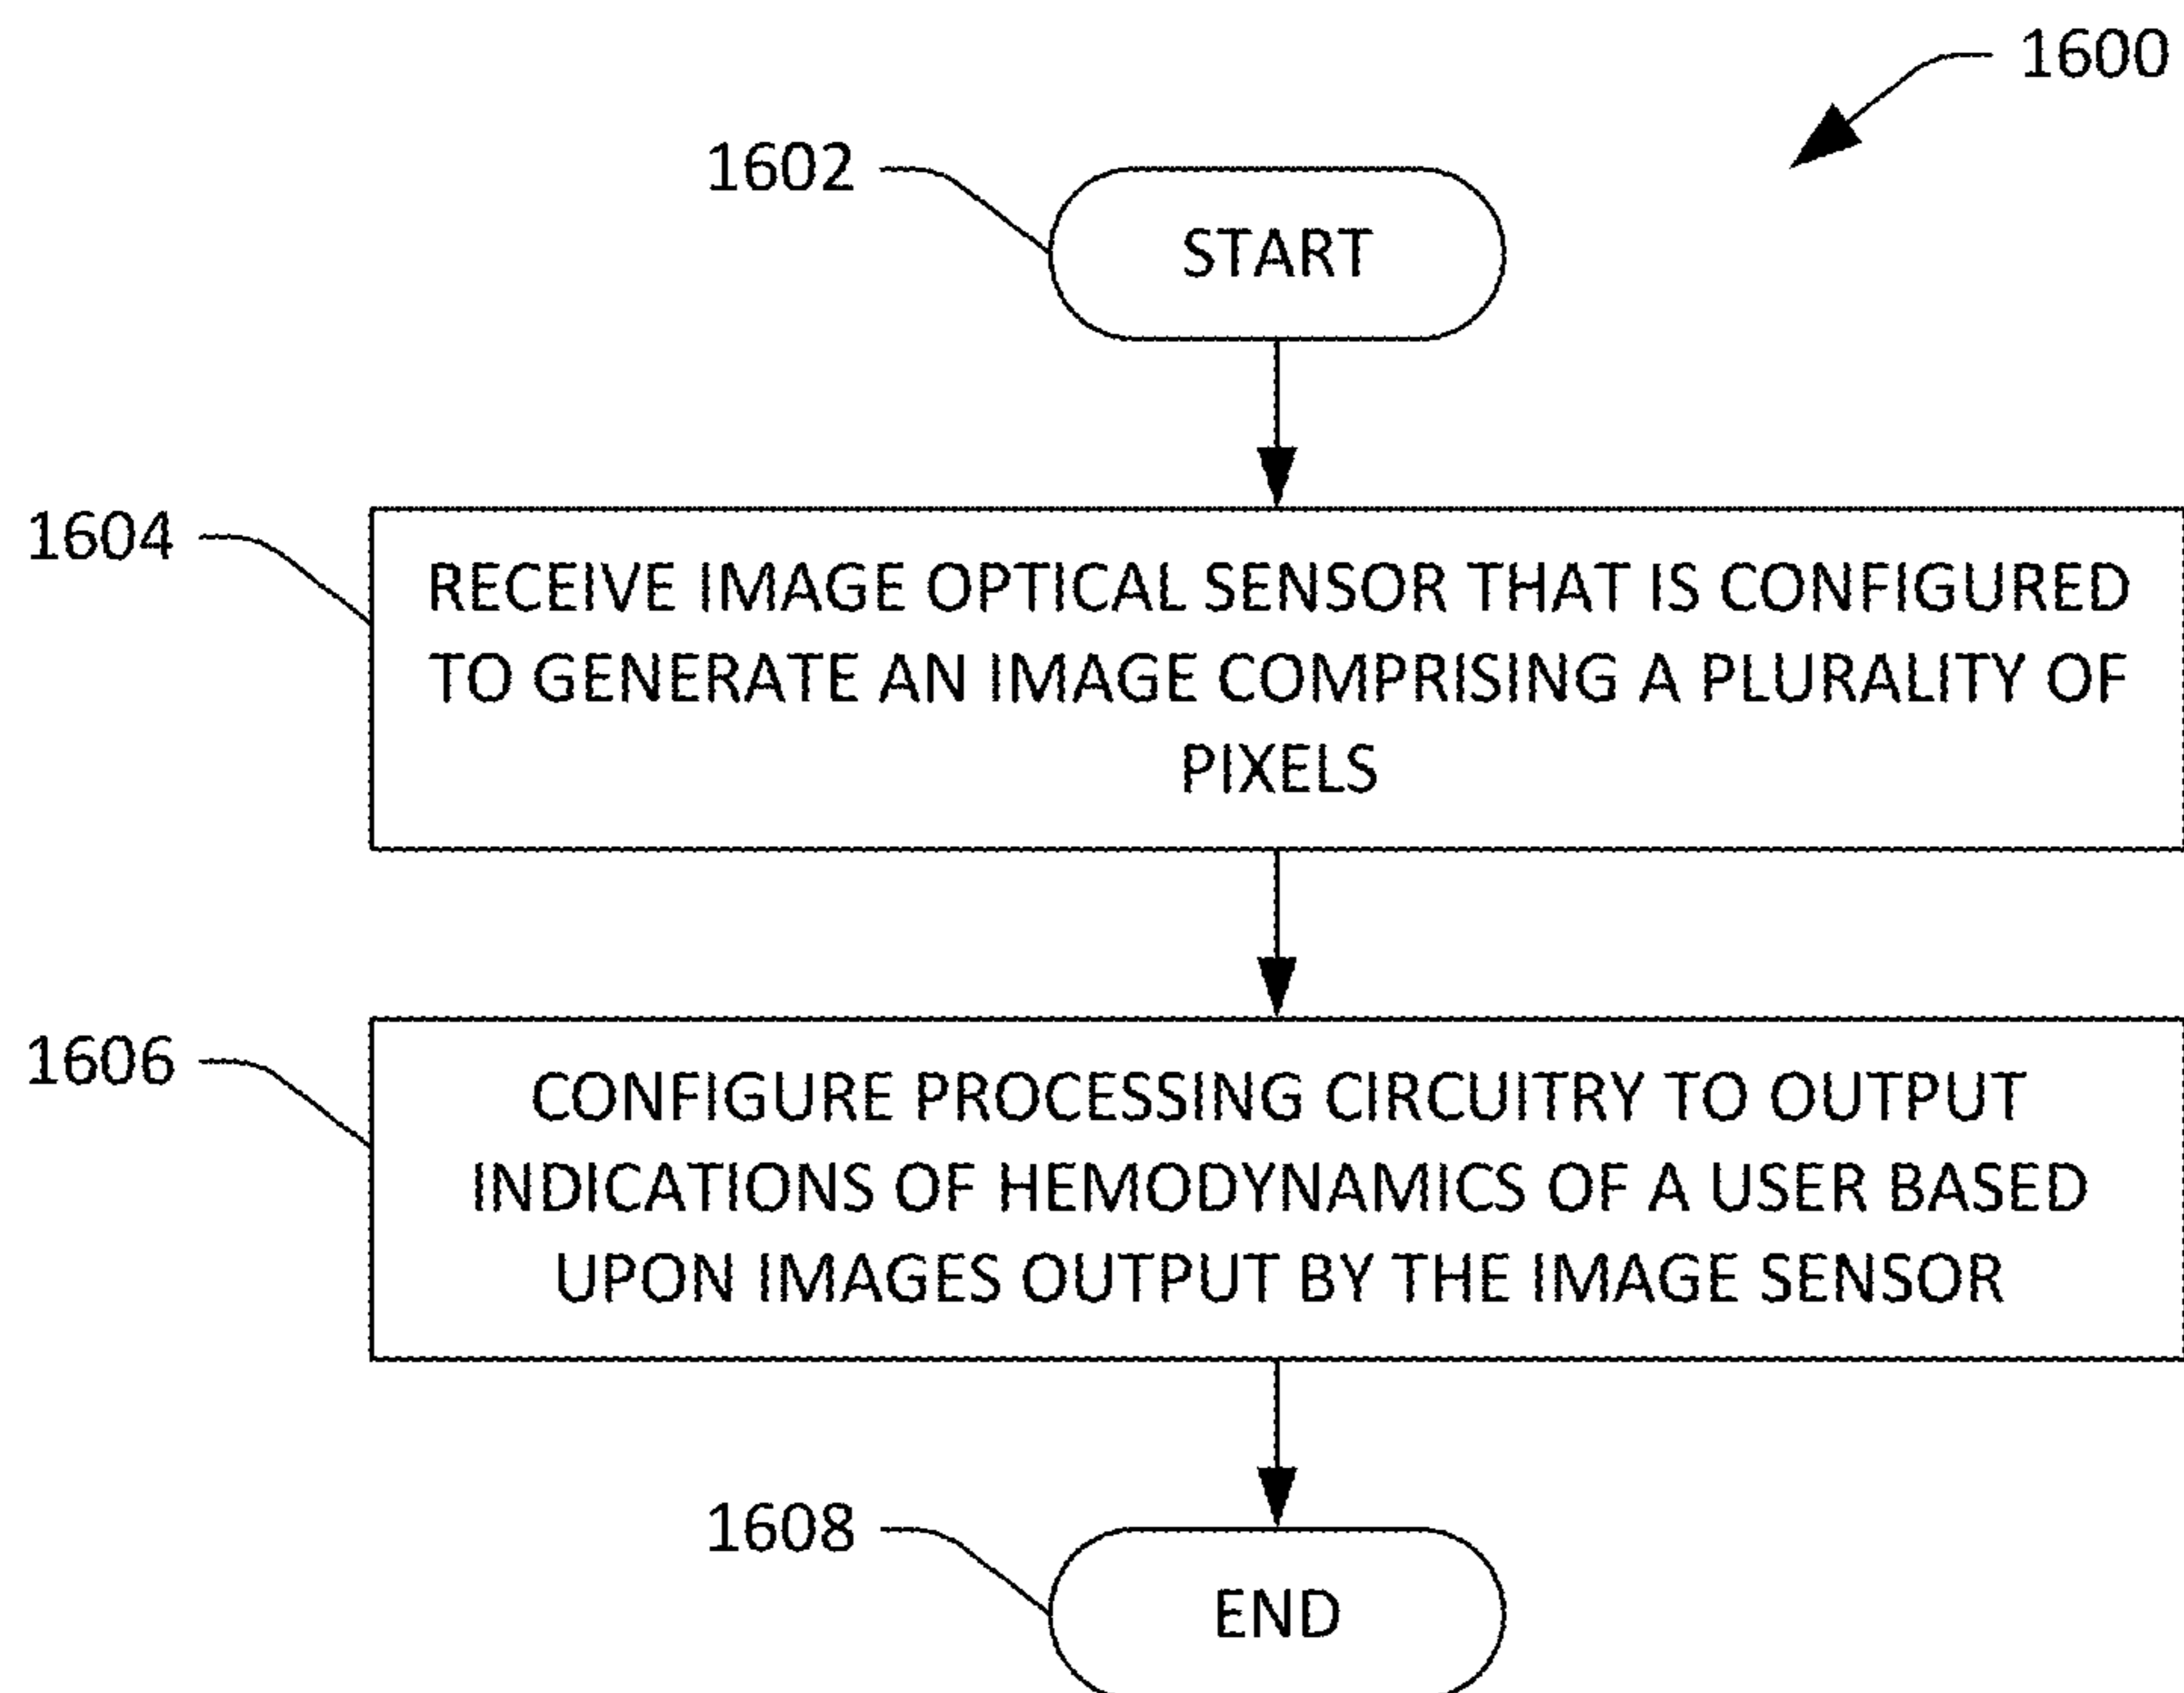 1600
1602
START
1604
RECEIVE IMAGE OPTICAL SENSOR THAT IS CONFIGURED
TO GENERATE AN IMAGE COMPRISING A PLURALITY OF
PIXELS
1606
CONFIGURE PROCESSING CIRCUITRY TO OUTPUT
INDICATIONS OF HEMODYNAMICS OF A USER BASED
UPON IMAGES OUTPUT BY THE IMAGE SENSOR
1608
END